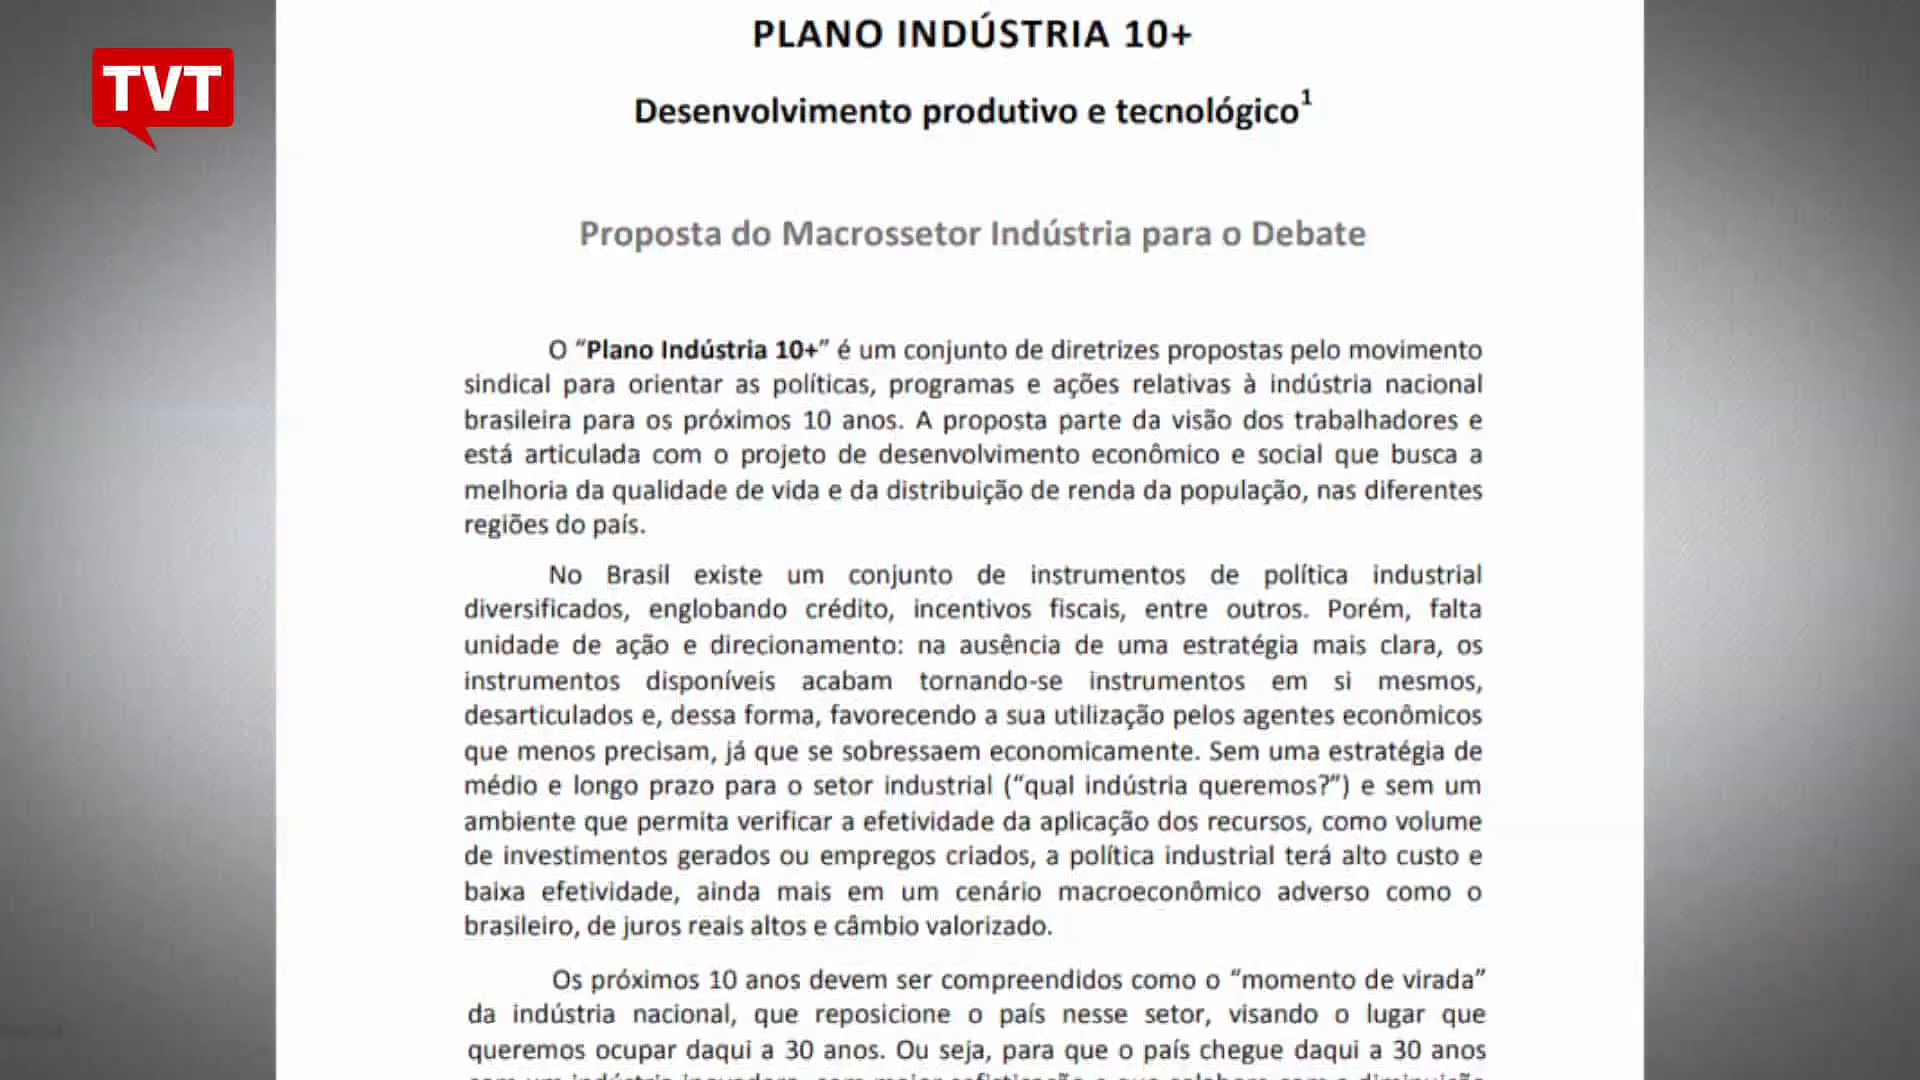 TVT
PLANO INDÚSTRIA 10+
Desenvolvimento produtivo e tecnológico¹
Proposta do Macrossetor Indústria para o Debate
O “Plano Indústria 10+” é um conjunto de diretrizes propostas pelo movimento
sindical para orientar as políticas, programas e ações relativas à indústria nacional
brasileira para os próximos 10 anos. A proposta parte da visão dos trabalhadores e
está articulada com o projeto de desenvolvimento econômico e social que busca a
melhoria da qualidade de vida e da distribuição de renda da população, nas diferentes
regiões do país.
No Brasil existe um conjunto de instrumentos de política industrial
diversificados, englobando crédito, incentivos fiscais, entre outros. Porém, falta
unidade de ação e direcionamento: na ausência de uma estratégia mais clara, os
instrumentos disponíveis acabam tornando-se instrumentos em si mesmos,
desarticulados e, dessa forma, favorecendo a sua utilização pelos agentes econômicos
que menos precisam, já que se sobressaem economicamente. Sem uma estratégia de
médio e longo prazo para o setor industrial (“qual indústria queremos?”) e sem um
ambiente que permita verificar a efetividade da aplicação dos recursos, como volume
de investimentos gerados ou empregos criados, a política industrial terá alto custo e
baixa efetividade, ainda mais em um cenário macroeconômico adverso como o
brasileiro, de juros reais altos e câmbio valorizado.
Os próximos 10 anos devem ser compreendidos como o “momento de virada”
da indústria nacional, que reposicione o país nesse setor, visando o lugar que
queremos ocupar daqui a 30 anos. Ou seja, para que o país chegue daqui a 30 anos